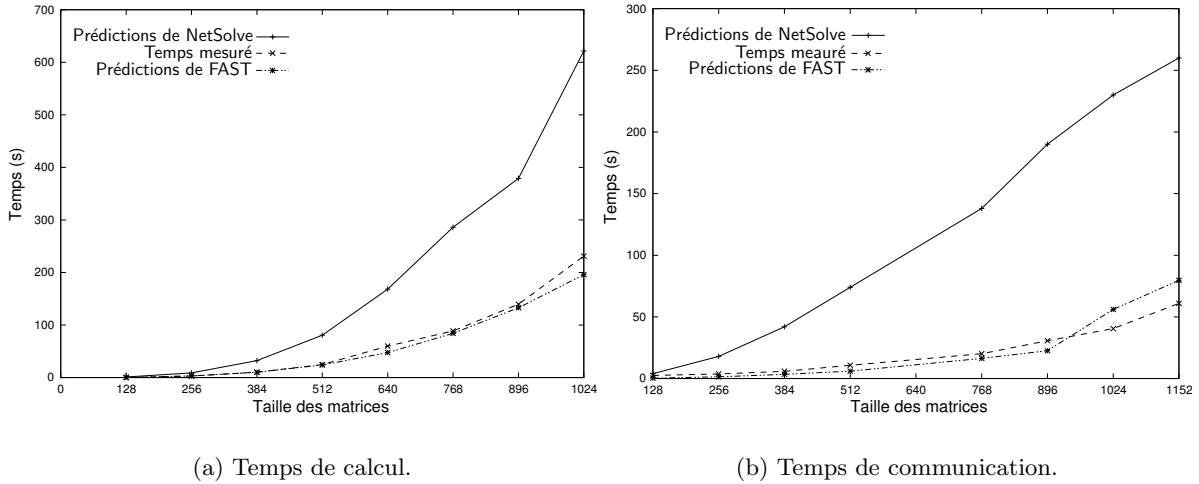 700
600
500
400
300
200
100
0
Temps (s)
Prédictions de NetSolve
Temps mesuré
Prédictions de FAST
0 128 256 384 512 640 768 896 1024
Taille des matrices
(a) Temps de calcul.
300
250
200
150
100
50
0
Temps (s)
Prédictions de NetSolve
Temps meauré
Prédictions de FAST
128 256 384 512 640 768 896 1024 1152
Taille des matrices
(b) Temps de communication.